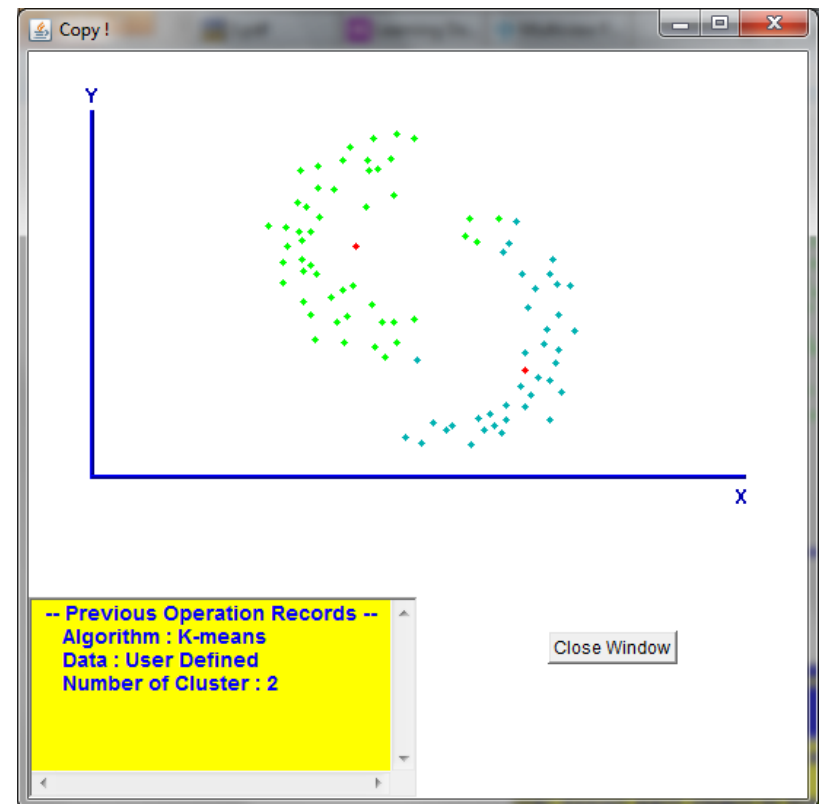 Copy !
Y
X
-- Previous Operation Records --
Algorithm : K-means
Data : User Defined
Number of Cluster : 2
Close Window